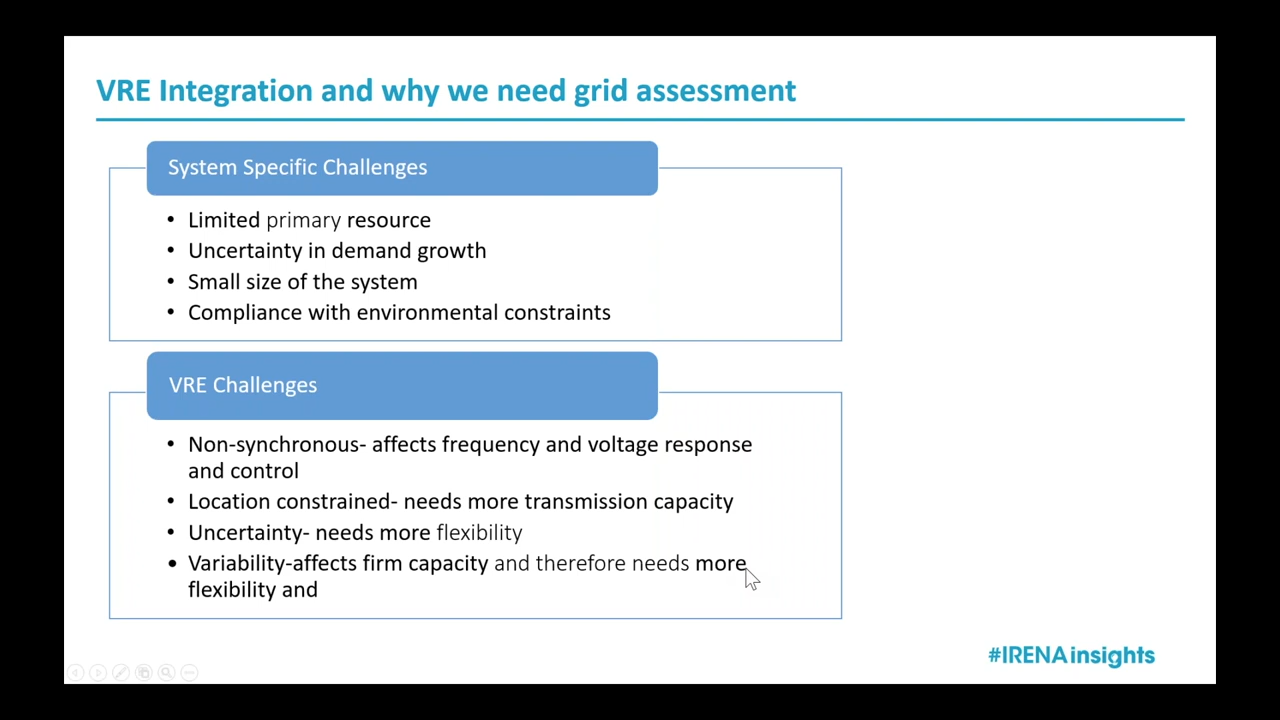 VRE Integration and why we need grid assessment
System Specific Challenges
• Limited primary resource
• Uncertainty in demand growth
• Small size of the system
• Compliance with environmental constraints
VRE Challenges
• Non-synchronous- affects frequency and voltage response
and control
• Location constrained- needs more transmission capacity
• Uncertainty- needs more flexibility
• Variability-affects firm capacity and therefore needs more
flexibility and
#IRENAinsights